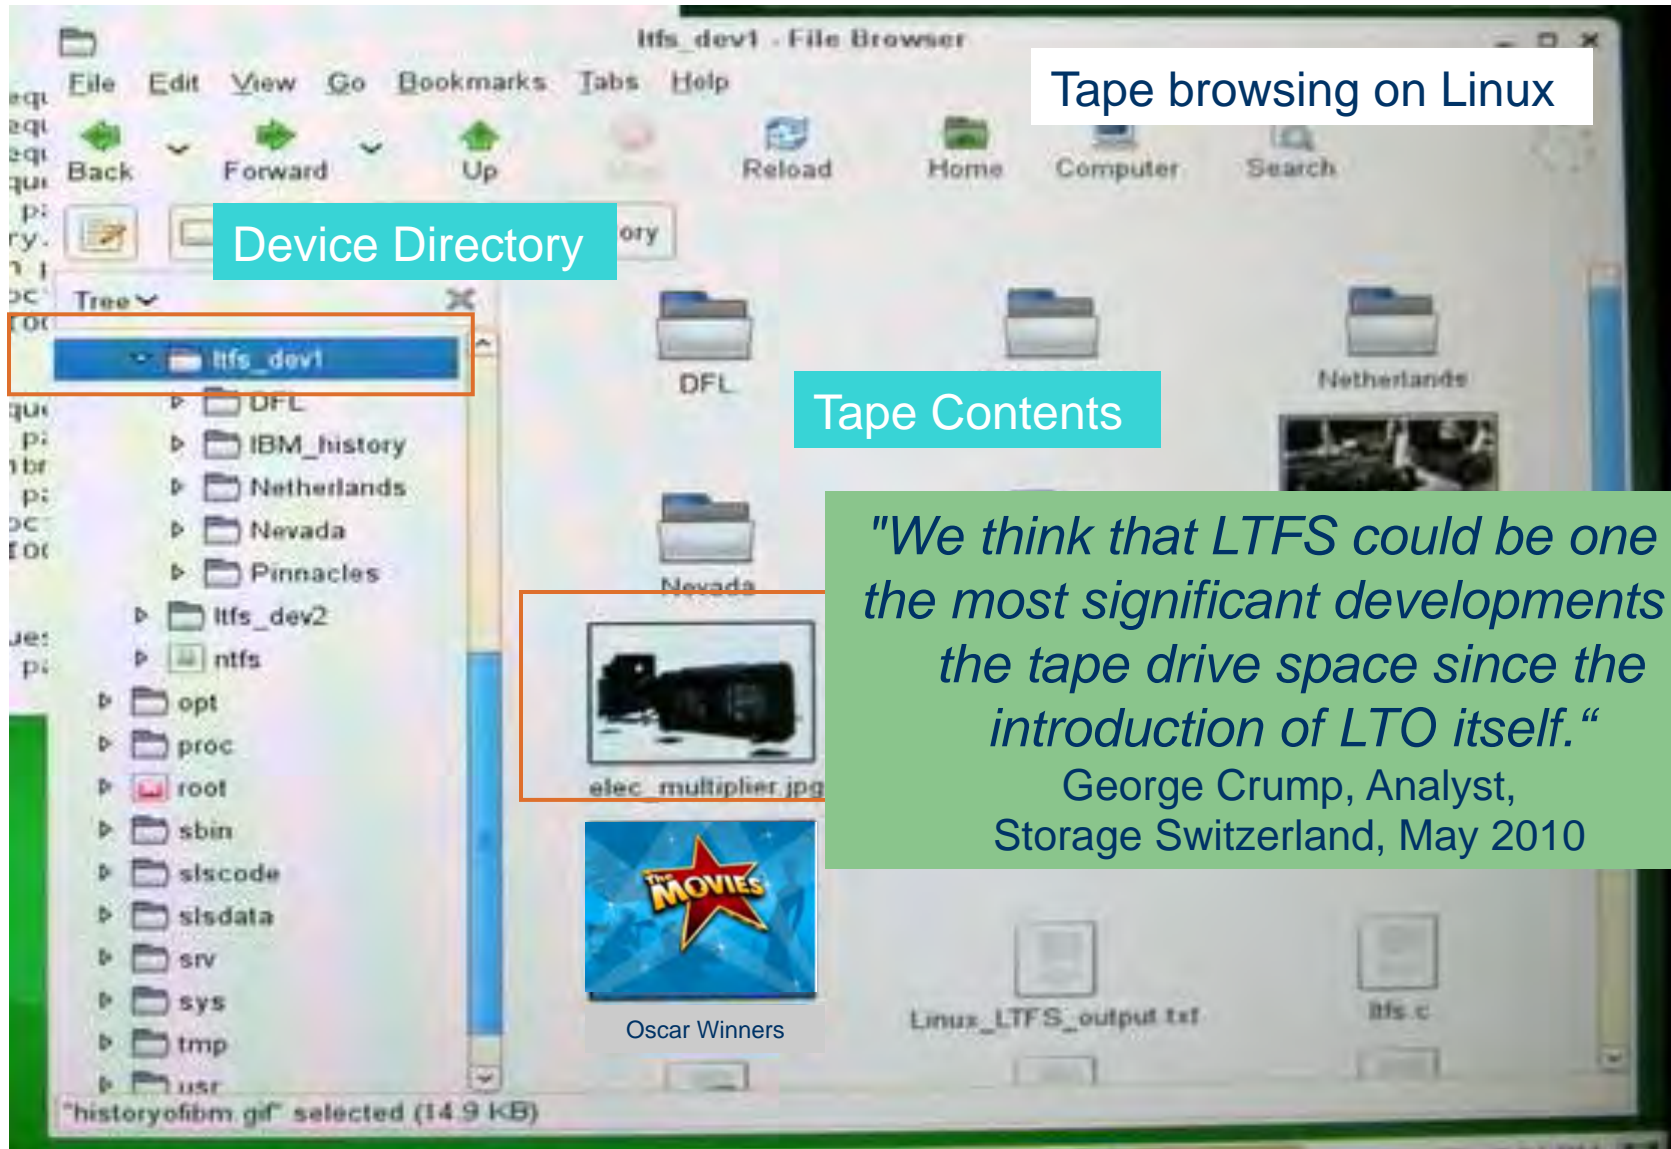 ltfs_dev1 - File Browser
Tape browsing on Linux
File Edit View Go Bookmarks Tabs Help
Back Forward Up Reload Home Computer Search
Device Directory
ory
Tree
ltfs_dev1
DFL
IBM_history
Netherlands
Nevada
Pinnacles
ltfs_dev2
ntfs
opt
proc
root
sbin
slscode
slsdata
srv
sys
tmp
usr
DFL
Netherlands
Tape Contents
Nevada
"We think that LTFS could be one
the most significant developments
the tape drive space since the
introduction of LTO itself.“
George Crump, Analyst,
Storage Switzerland, May 2010
elec_multiplier.jpg
THE
MOVIES
Oscar Winners
Linux_LTFS_output.txt
ltfs.c
"historyofibm.gif" selected (14.9 KB)